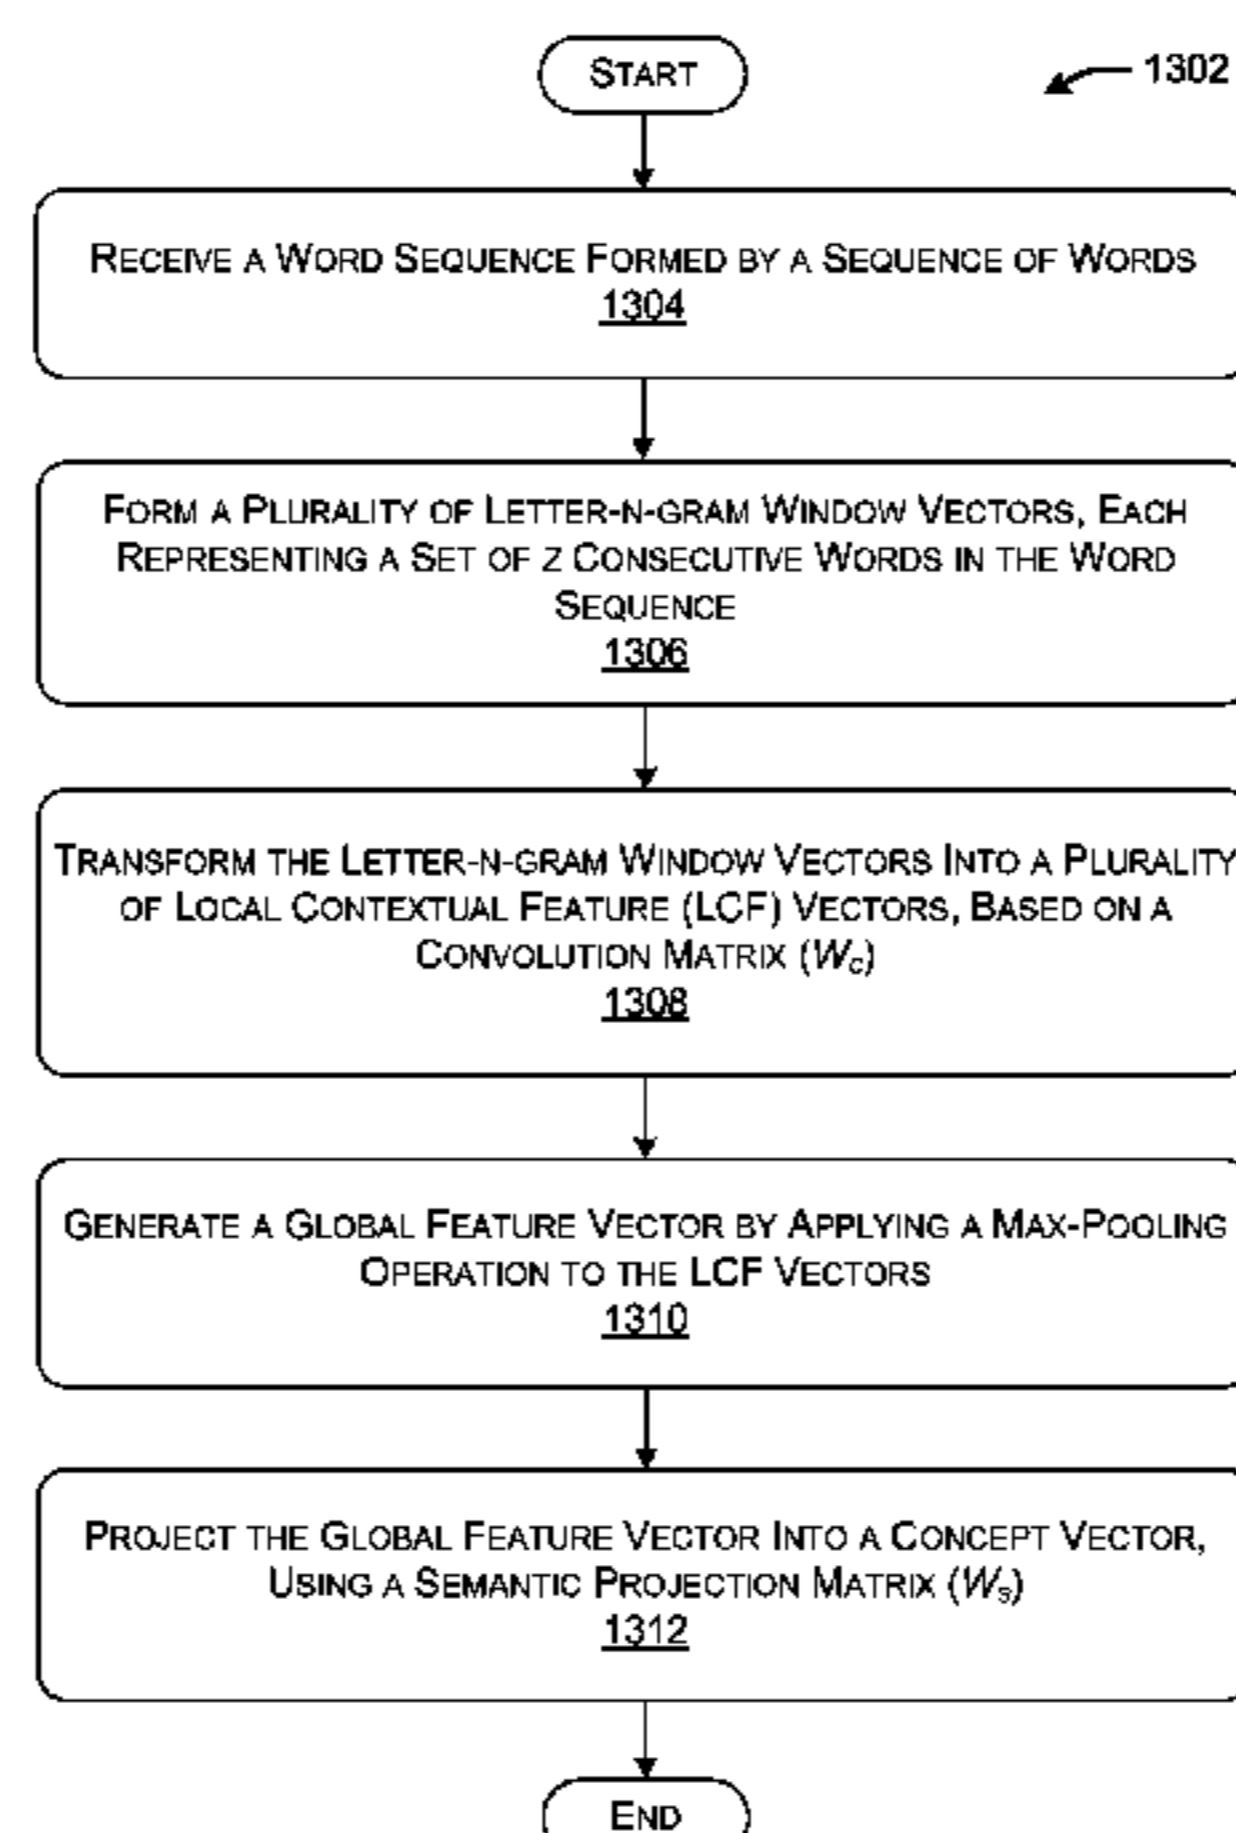 START
1302
RECEIVE A WORD SEQUENCE FORMED BY A SEQUENCE OF WORDS
1304
FORM A PLURALITY OF LETTER-N-GRAM WINDOW VECTORS, EACH
REPRESENTING A SET OF Z CONSECUTIVE WORDS IN THE WORD
SEQUENCE
1306
TRANSFORM THE LETTER-N-GRAM WINDOW VECTORS INTO A PLURALITY
OF LOCAL CONTEXTUAL FEATURE (LCF) VECTORS, BASED ON A
CONVOLUTION MATRIX (Wc)
1308
GENERATE A GLOBAL FEATURE VECTOR BY APPLYING A MAX-POOLING
OPERATION TO THE LCF VECTORS
1310
PROJECT THE GLOBAL FEATURE VECTOR INTO A CONCEPT VECTOR,
USING A SEMANTIC PROJECTION MATRIX (Ws)
1312
END